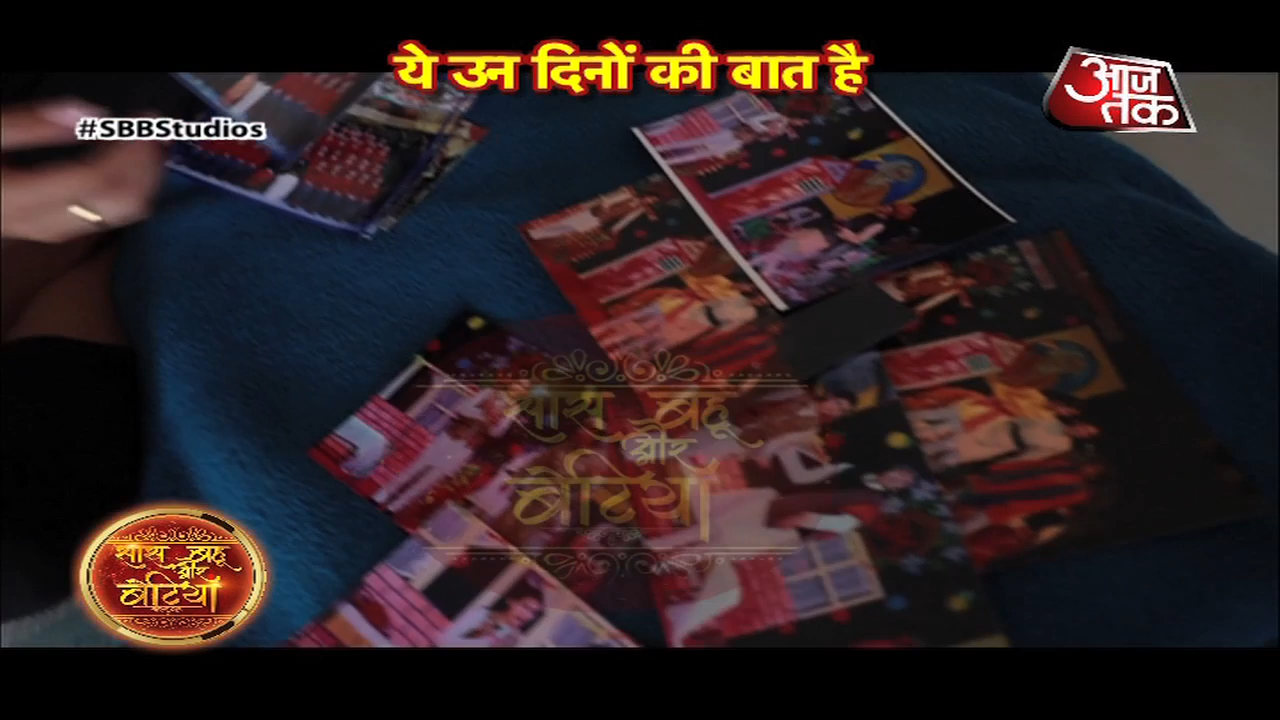 ये उन दिनों की बात है
आज
तक
#SBBStudios
सास बहू
और
बेटियाँ
सास बहू
और
बेटियाँ